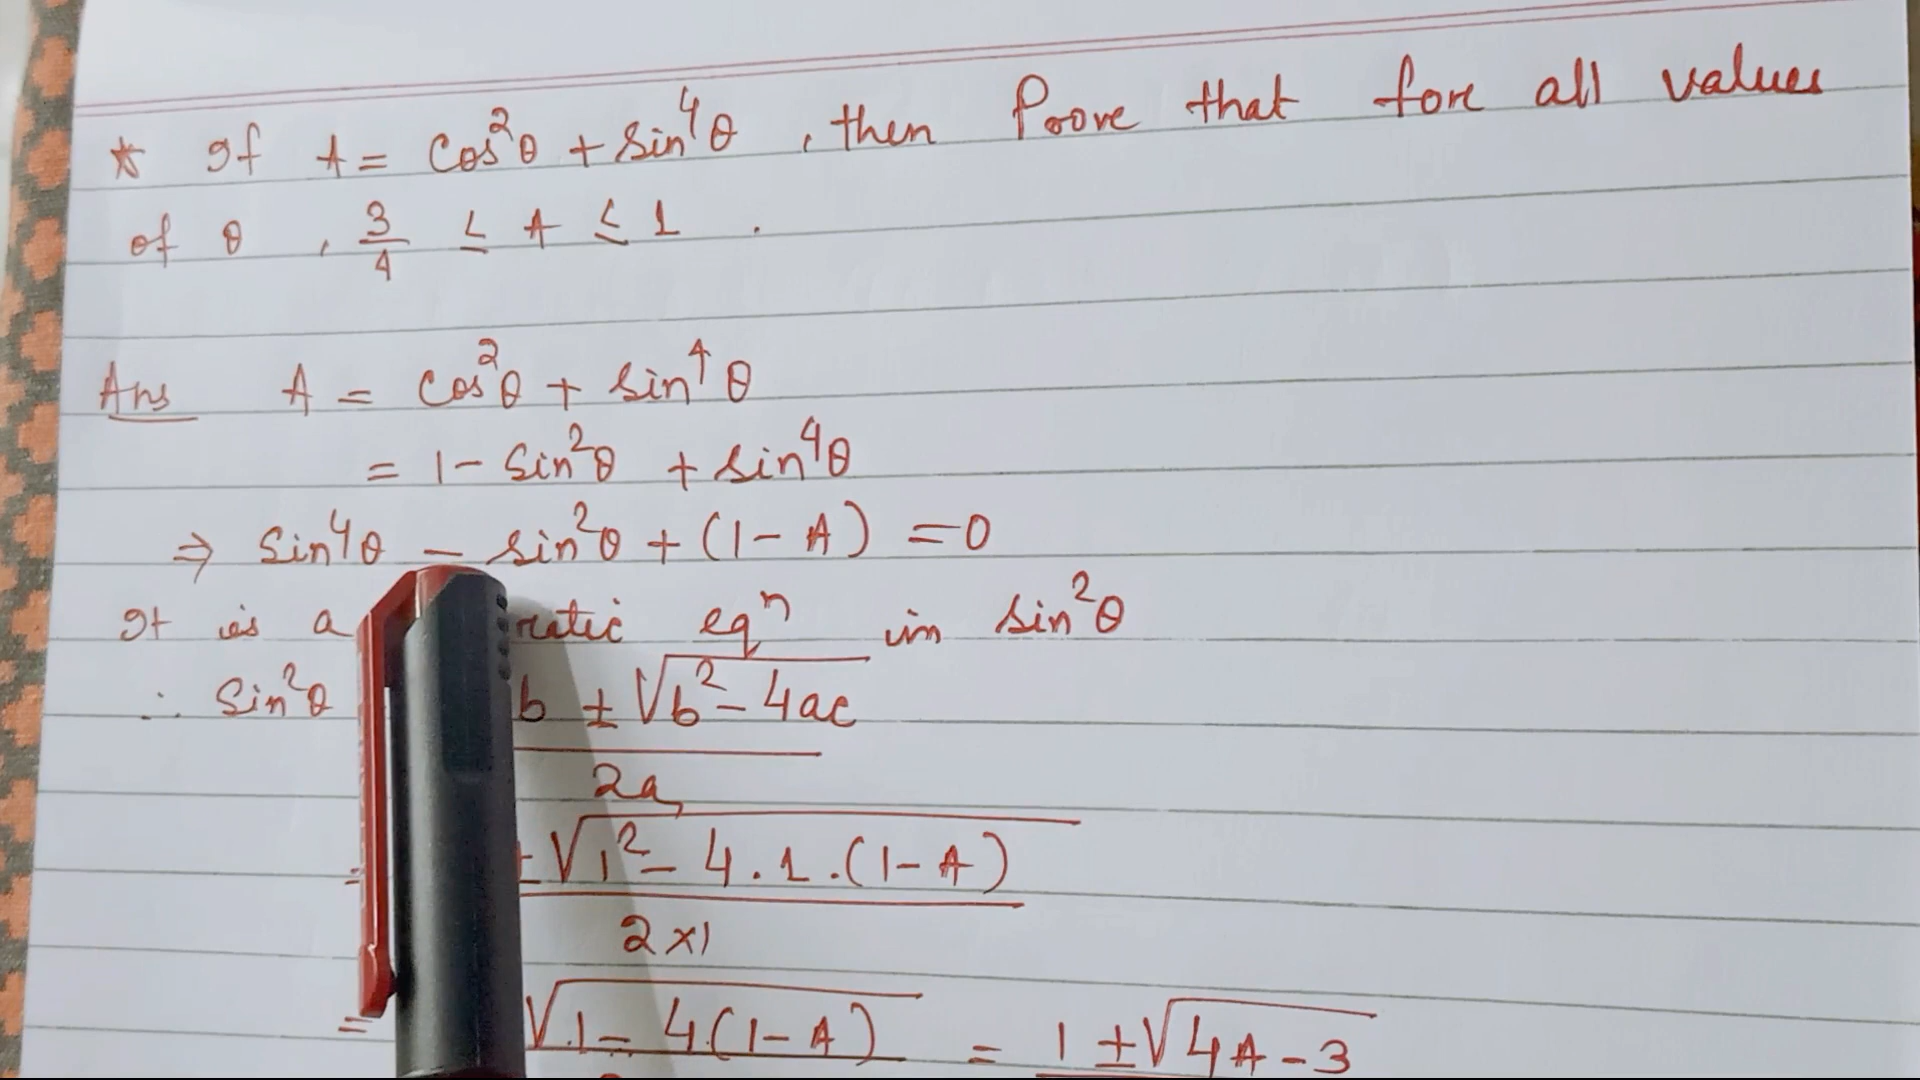 * If A = cos²θ + sin⁴θ, then Prove that for all values
of θ, 3/4 ≤ A ≤ 1.
Ans A = cos²θ + sin⁴θ
= 1 - sin²θ + sin⁴θ
⇒ sin⁴θ - sin²θ + (1 - A) = 0
It is a ratic eqⁿ in sin²θ
∴ sin²θ b ± √b² - 4ac
2a
= ± √1² - 4.1.(1 - A)
2×1
= √1 - 4(1 - A) = 1 ± √4A - 3